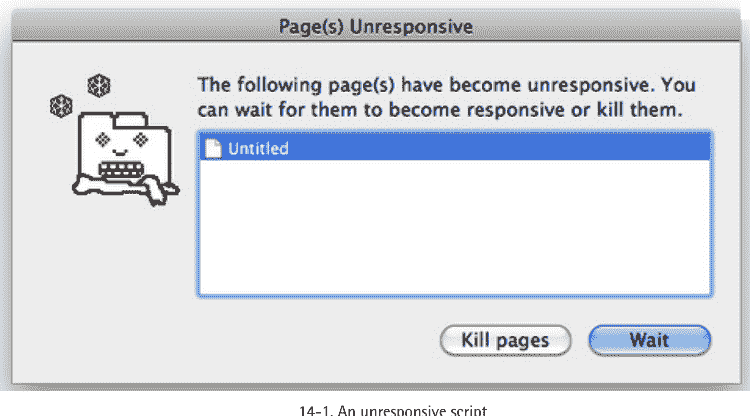 Page(s) Unresponsive
The following page(s) have become unresponsive. You
can wait for them to become responsive or kill them.
Untitled
Kill pages
Wait
14-1. An unresponsive script